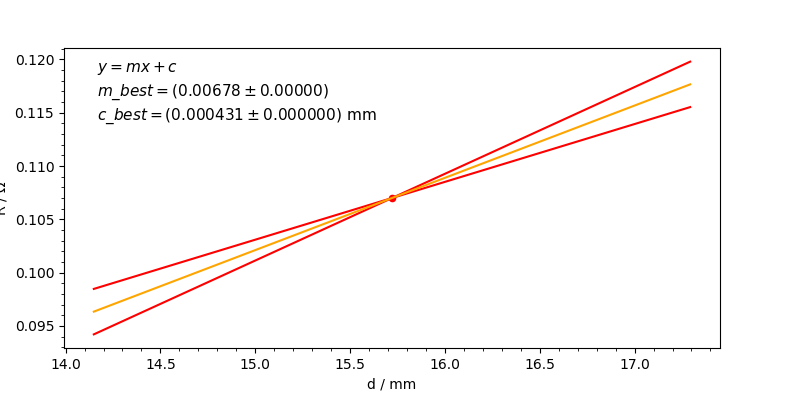 y = mx + c
m_best = (0.00678 ± 0.00000)
c_best = (0.000431 ± 0.000000) mm
0.120
0.115
0.110
0.105
0.100
0.095
14.0 14.5 15.0 15.5 16.0 16.5 17.0
d / mm